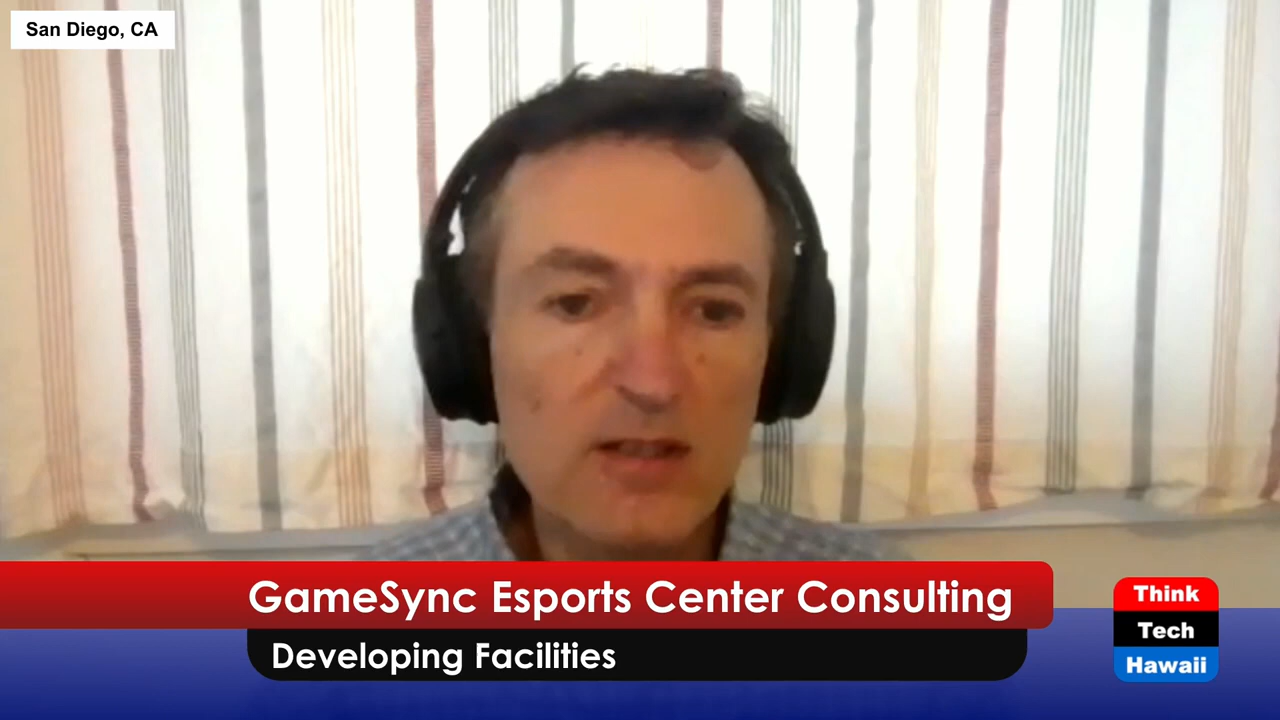 San Diego, CA
GameSync Esports Center Consulting
Developing Facilities
Think
Tech
Hawaii